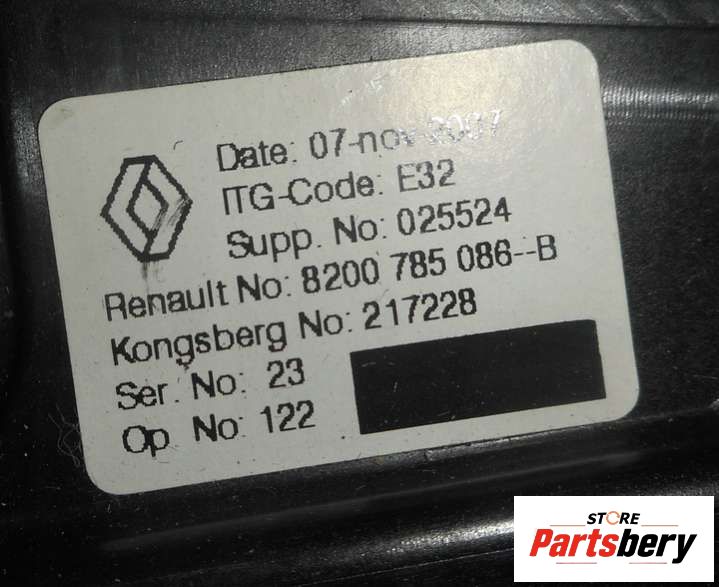 Date: 07-nov-2007
ITG-Code: E32
Supp. No: 025524
Renault No: 8200 785 086--B
Kongsberg No: 217228
Ser. No: 23
Op No: 122
STORE
Partsbery